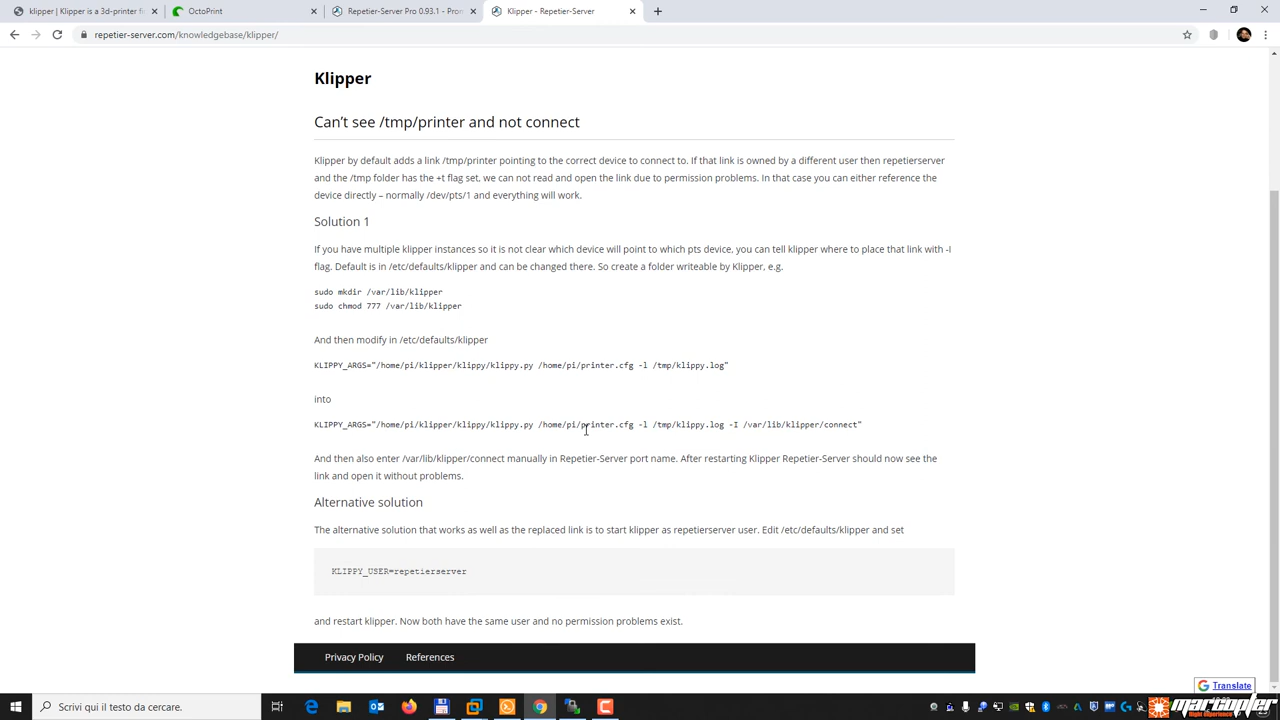 klipper | Klipper is a 3d-printer fi
OctoPrint
Repetier-Server Pro 0.93.1 - Pron
Klipper - Repetier-Server
repetier-server.com/knowledgebase/klipper/
Klipper
Can’t see /tmp/printer and not connect
Klipper by default adds a link /tmp/printer pointing to the correct device to connect to. If that link is owned by a different user then repetierserver
and the /tmp folder has the +t flag set, we can not read and open the link due to permission problems. In that case you can either reference the
device directly – normally /dev/pts/1 and everything will work.
Solution 1
If you have multiple klipper instances so it is not clear which device will point to which pts device, you can tell klipper where to place that link with -I
flag. Default is in /etc/defaults/klipper and can be changed there. So create a folder writeable by Klipper, e.g.
sudo mkdir /var/lib/klipper
sudo chmod 777 /var/lib/klipper
And then modify in /etc/defaults/klipper
KLIPPY_ARGS="/home/pi/klipper/klippy/klippy.py /home/pi/printer.cfg -l /tmp/klippy.log"
into
KLIPPY_ARGS="/home/pi/klipper/klippy/klippy.py /home/pi/printer.cfg -l /tmp/klippy.log -I /var/lib/klipper/connect"
And then also enter /var/lib/klipper/connect manually in Repetier-Server port name. After restarting Klipper Repetier-Server should now see the
link and open it without problems.
Alternative solution
The alternative solution that works as well as the replaced link is to start klipper as repetierserver user. Edit /etc/defaults/klipper and set
KLIPPY_USER=repetierserver
and restart klipper. Now both have the same user and no permission problems exist.
Privacy Policy References
G Translate
Scrivi qui il testo da cercare.
marcopter